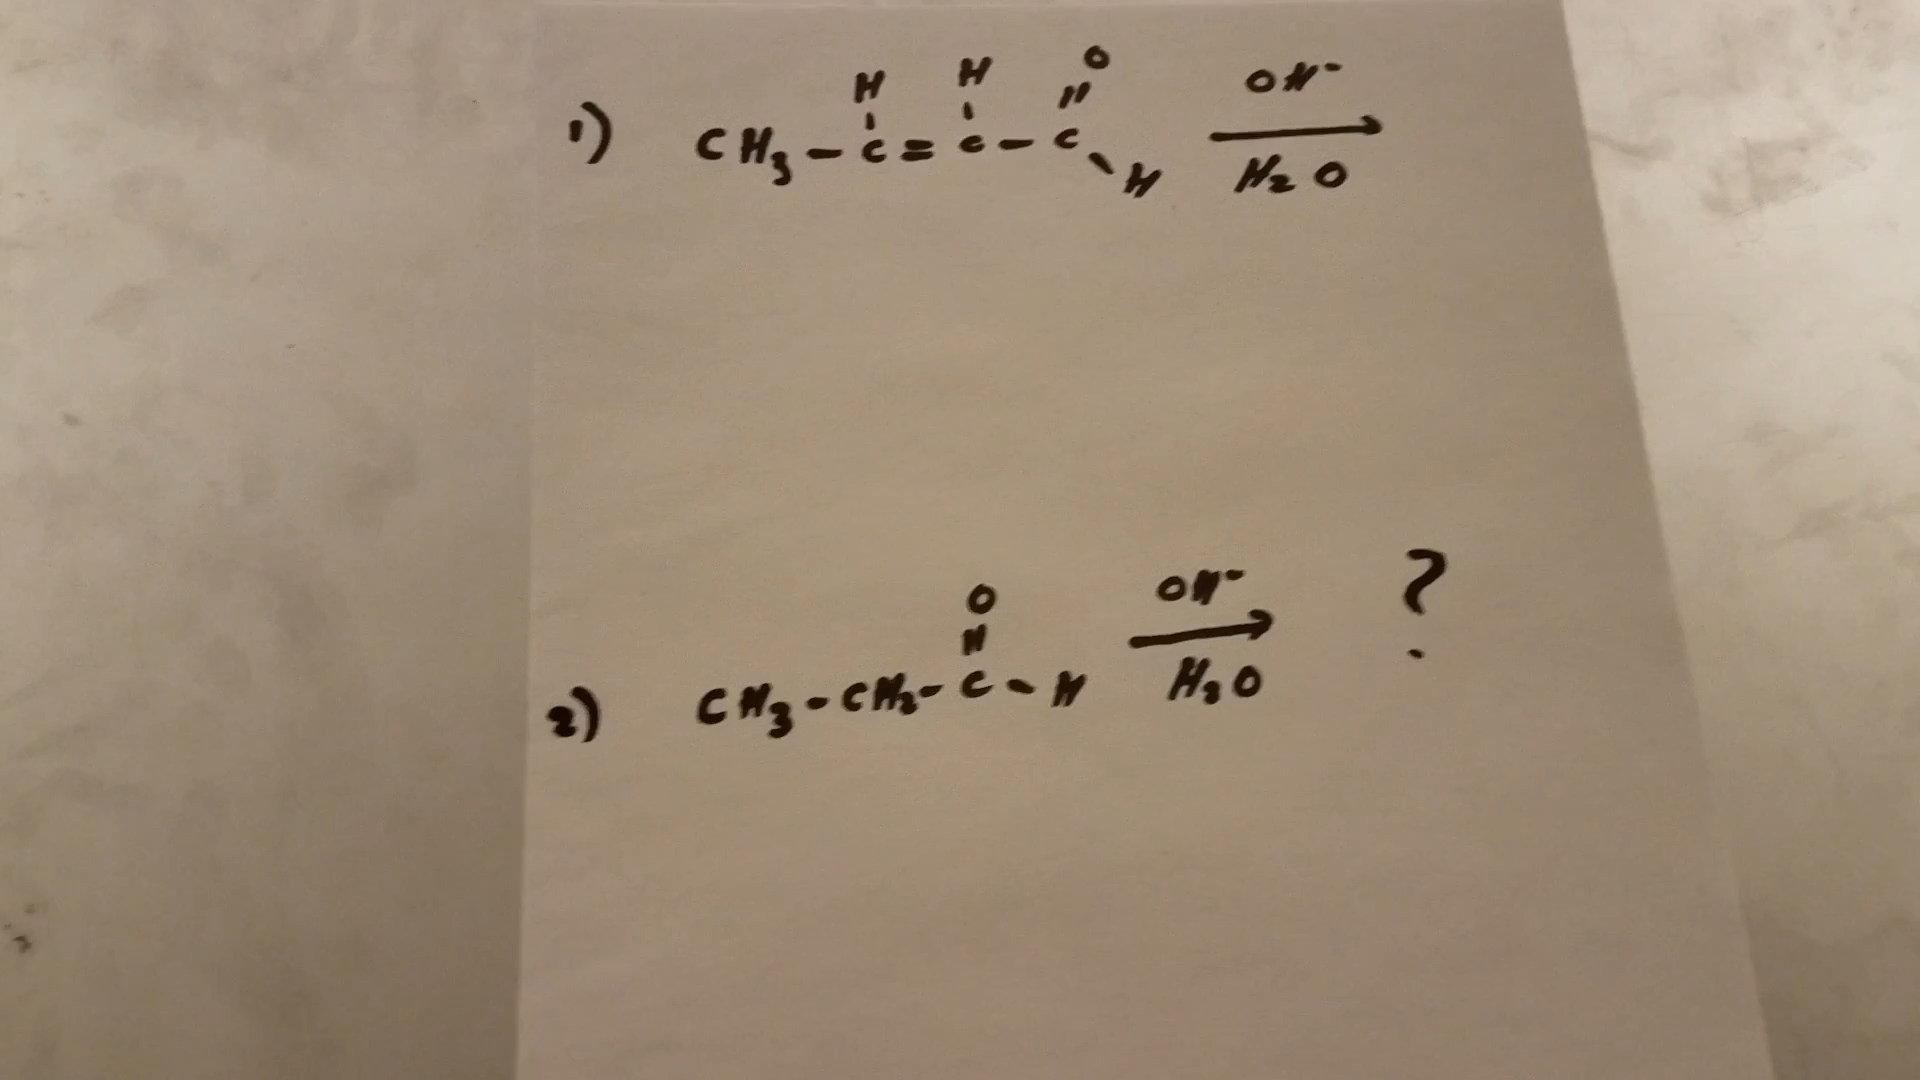 H H O OH-
1) CH3 - C = C - C H H2O
O OH- ?
2) CH3 - CH2 - C - H H2O